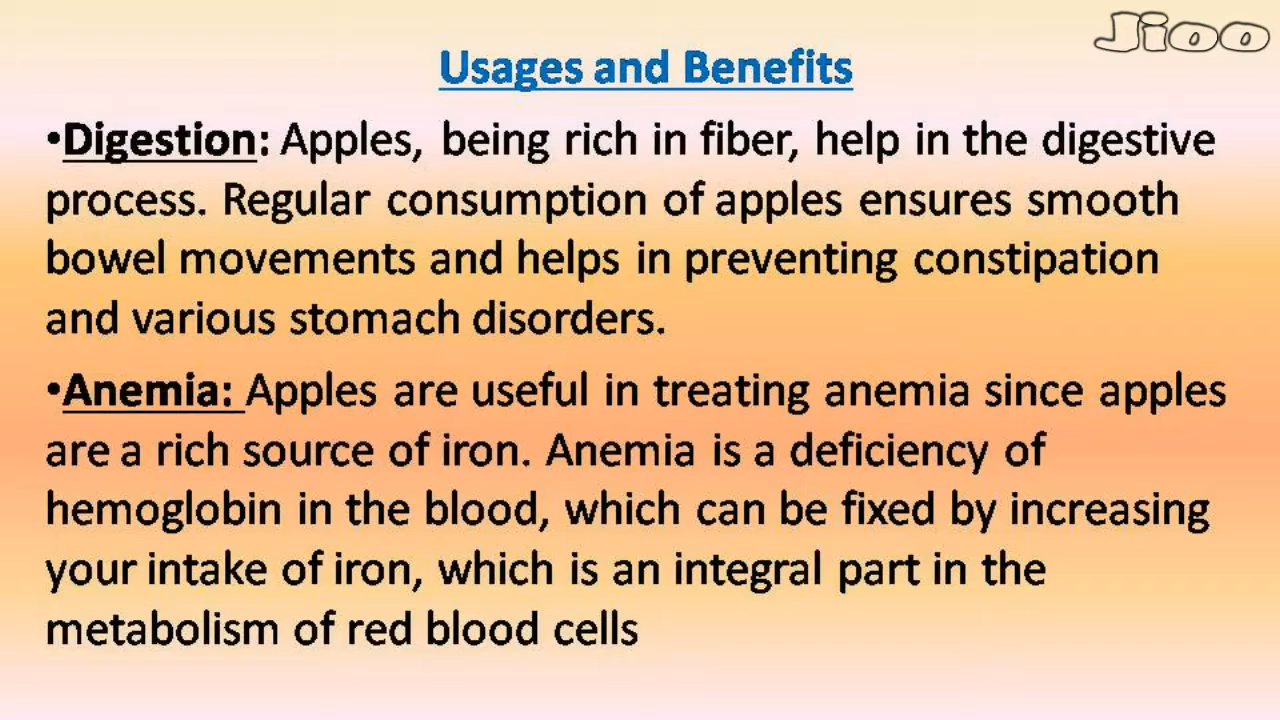 Jioo
Usages and Benefits
•Digestion: Apples, being rich in fiber, help in the digestive
process. Regular consumption of apples ensures smooth
bowel movements and helps in preventing constipation
and various stomach disorders.
•Anemia: Apples are useful in treating anemia since apples
are a rich source of iron. Anemia is a deficiency of
hemoglobin in the blood, which can be fixed by increasing
your intake of iron, which is an integral part in the
metabolism of red blood cells